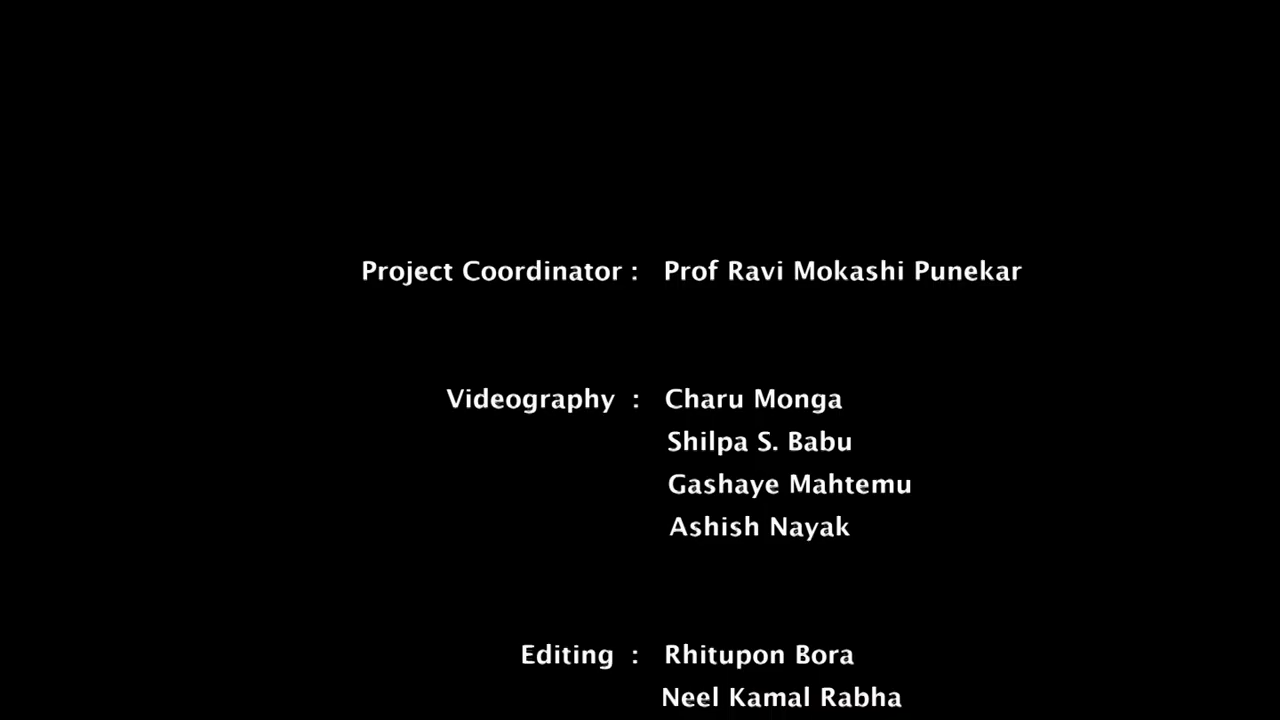 Project Coordinator : Prof Ravi Mokashi Punekar
Videography : Charu Monga
Shilpa S. Babu
Gashaye Mahtemu
Ashish Nayak
Editing : Rhitupon Bora
Neel Kamal Rabha